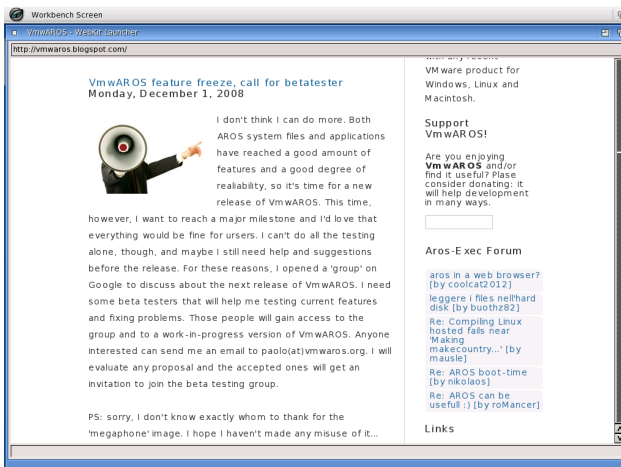 Workbench Screen
VmwAROS - WebKit Launcher
http://vmwaros.blogspot.com/
VmwAROS feature freeze, call for betatester
Monday, December 1, 2008
I don't think I can do more. Both
AROS system files and applications
have reached a good amount of
features and a good degree of
realiability, so it's time for a new
release of VmwAROS. This time,
however, I want to reach a major milestone and I'd love that
everything would be fine for ursers. I can't do all the testing
alone, though, and maybe I still need help and suggestions
before the release. For these reasons, I opened a 'group' on
Google to discuss about the next release of VmwAROS. I need
some beta testers that will help me testing current features
and fixing problems. Those people will gain access to the
group and to a work-in-progress version of VmwAROS. Anyone
interested can send me an email to paolo(at)vmwaros.org. I will
evaluate any proposal and the accepted ones will get an
invitation to join the beta testing group.
PS: sorry, I don't know exactly whom to thank for the
'megaphone' image. I hope I haven't made any misuse of it...
with any recent
VMware product for
Windows, Linux and
Macintosh.
Support
VmwAROS!
Are you enjoying
VmwAROS and/or
find it useful? Plase
consider donating: it
will help development
in many ways.
Aros-Exec Forum
aros in a web browser?
[by coolcat2012]
leggere i files nell'hard
disk [by buothz82]
Re: Compiling Linux
hosted fails near
'Making
makecountry...' [by
mausle]
Re: AROS boot-time
[by nikolaos]
Re: AROS can be
usefull :) [by roMancer]
Links